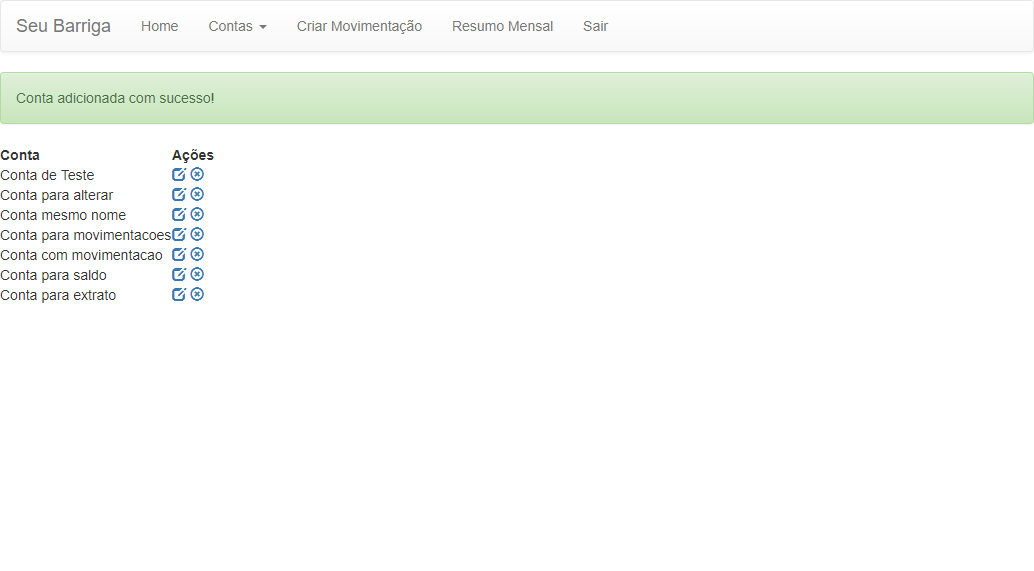 Seu Barriga Home Contas Criar Movimentação Resumo Mensal Sair
Conta adicionada com sucesso!
Conta Ações
Conta de Teste
Conta para alterar
Conta mesmo nome
Conta para movimentacoes
Conta com movimentacao
Conta para saldo
Conta para extrato